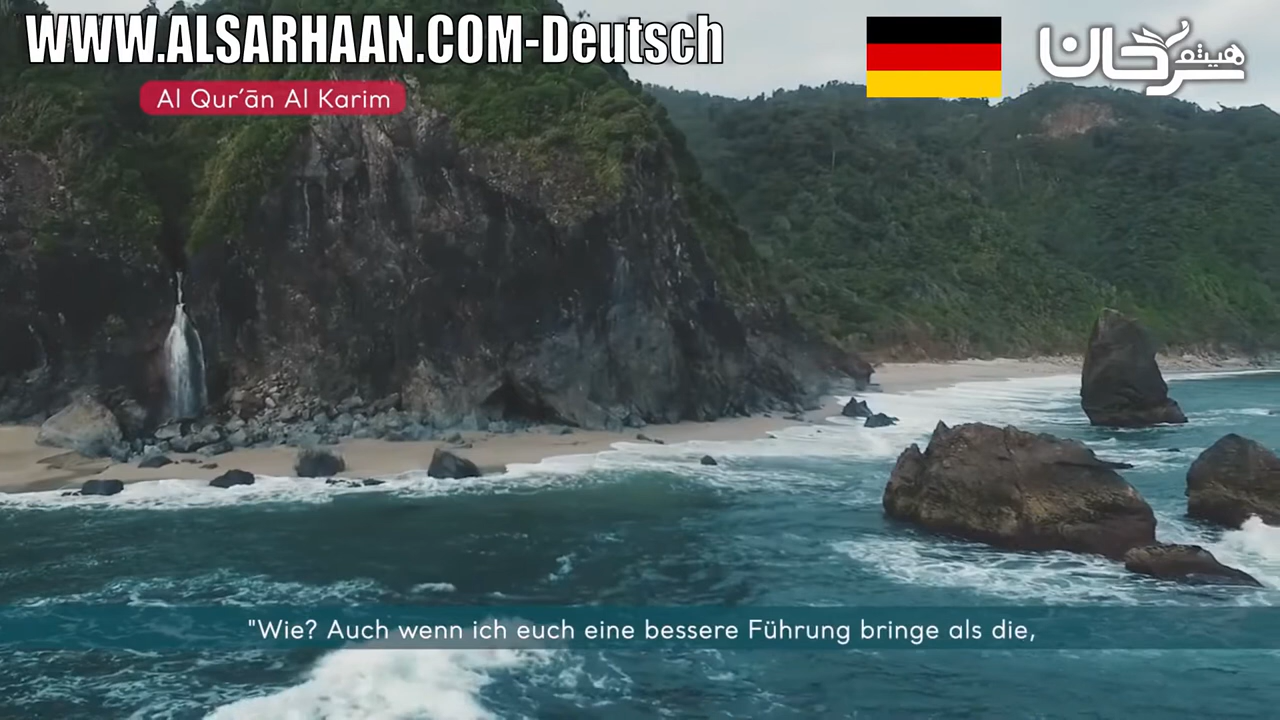 WWW.ALSARHAAN.COM-Deutsch
هيثم سرحان
Al Qur´ān Al Karim
"Wie? Auch wenn ich euch eine bessere Führung bringe als die,